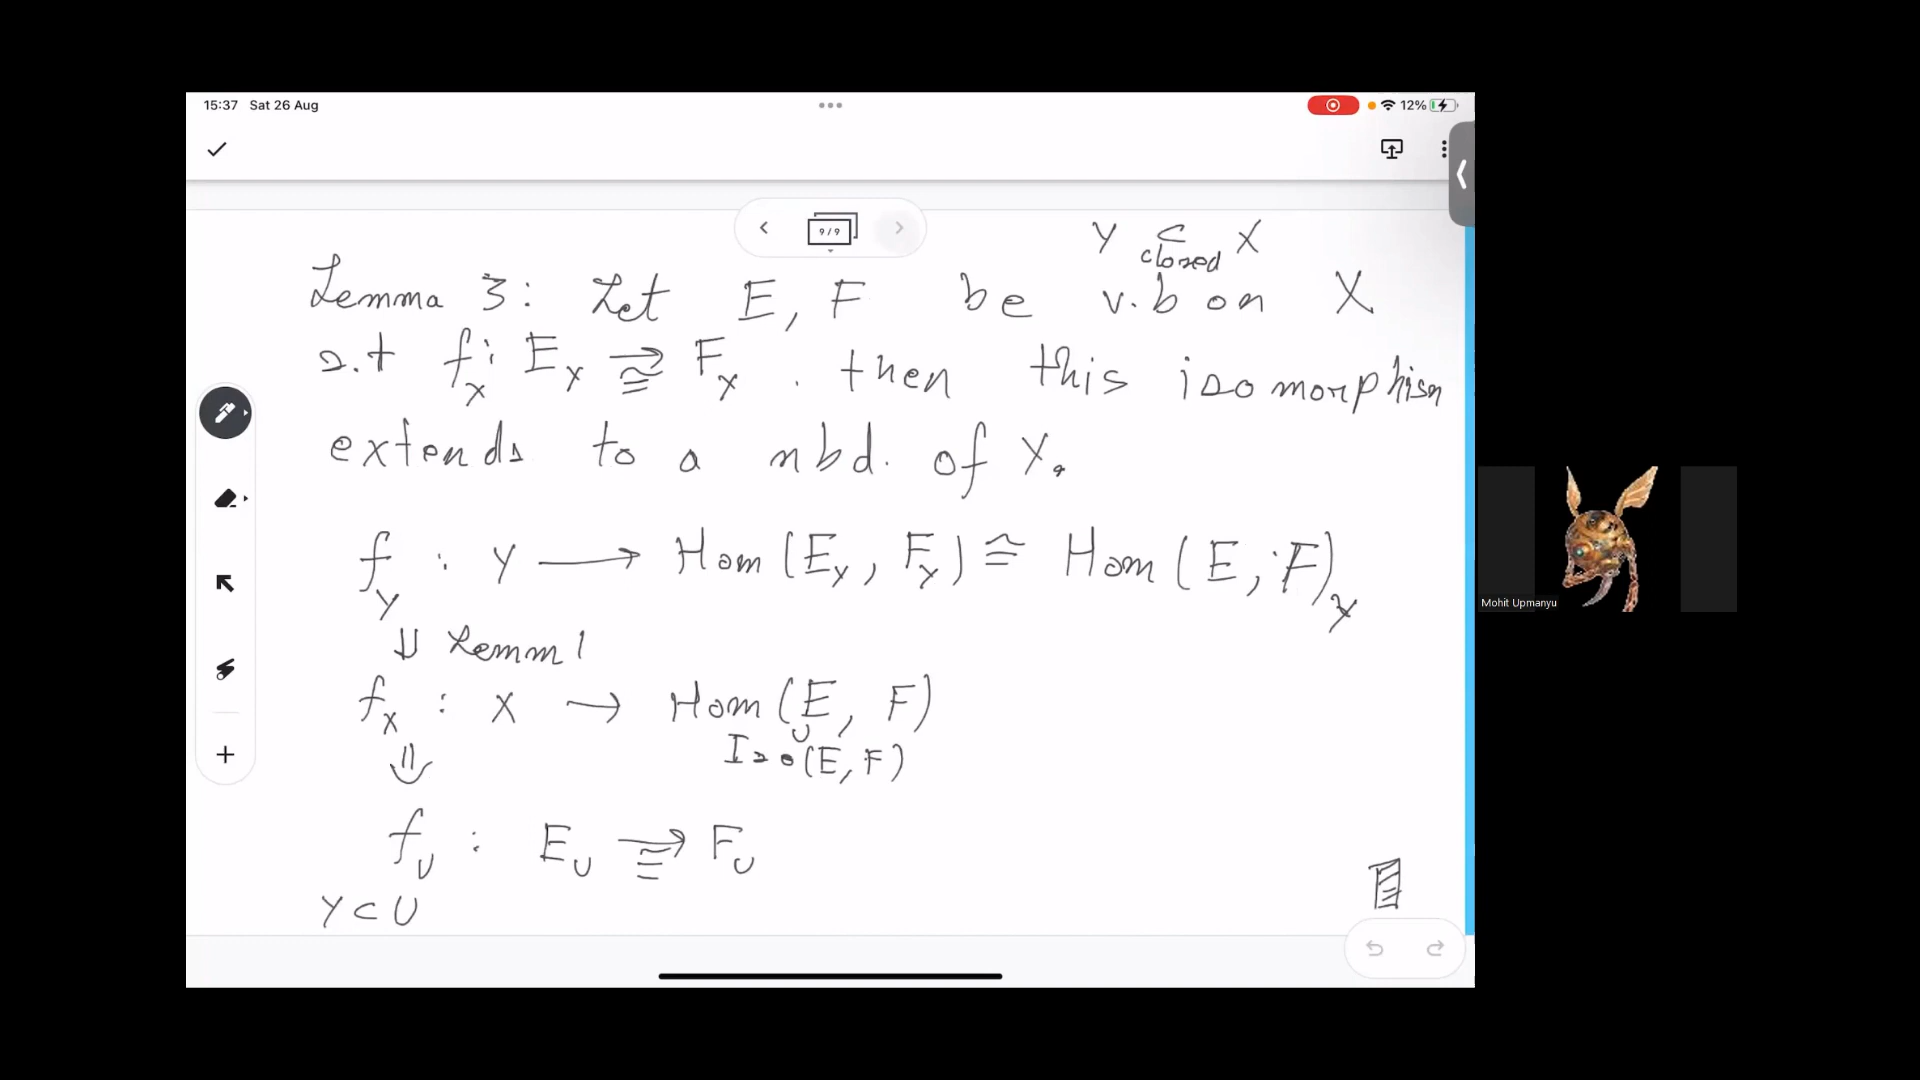 15:37 Sat 26 Aug
12%
9/9
Y ⊂ X
closed
Lemma 3: Let E, F be v.b on X
s.t f_Y : E_Y ⥲ F_Y . then this isomorphism
extends to a nbd. of Y.
f_Y : Y → Hom(E_Y, F_Y) ≅ Hom(E, F)_Y
⇓ Lemm 1
f_X : X → Hom(E, F)
∪
⇓ Iso(E, F)
f_U : E_U ⥲ F_U
Y ⊂ U
Mohit Upmanyu